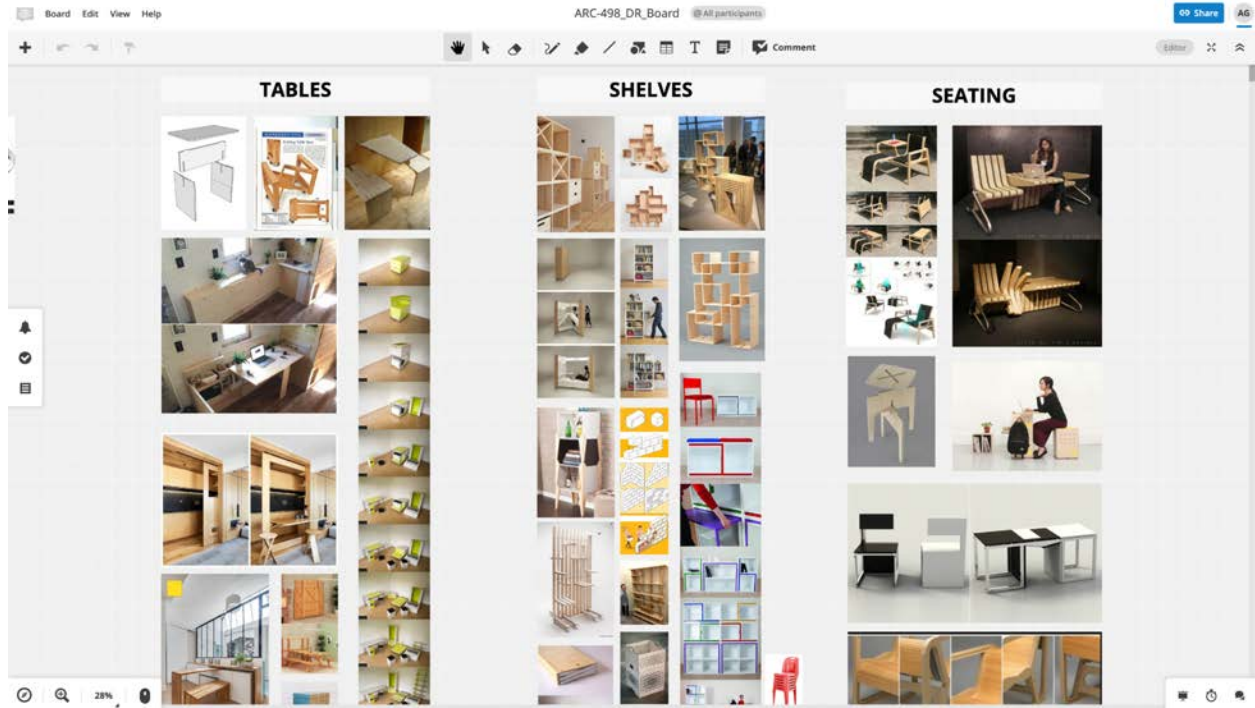 Board Edit View Help
ARC-498_DR_Board
@ All participants
Share
AG
T
Comment
Editor
TABLES
SHELVES
SEATING
28%